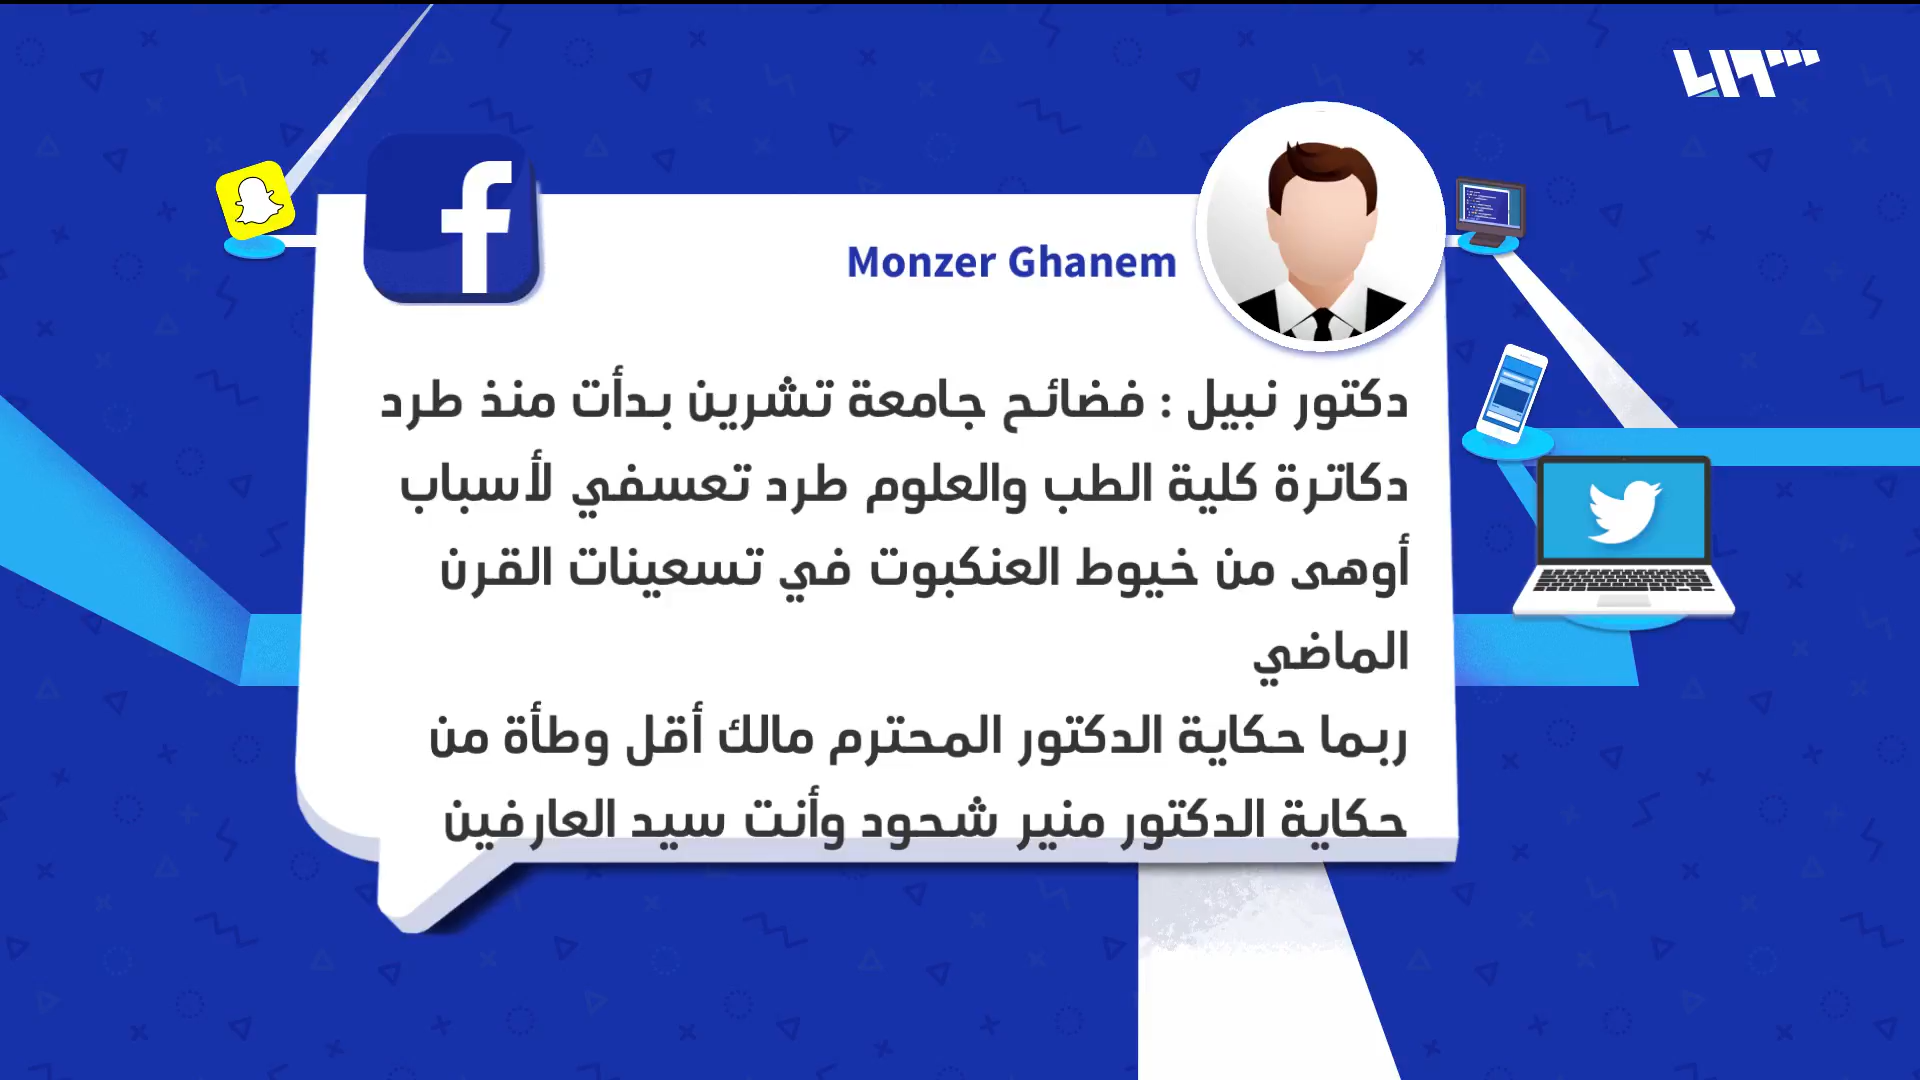 Monzer Ghanem
دكتور نبيل : فضائح جامعة تشرين بدأت منذ طرد
دكاترة كلية الطب والعلوم طرد تعسفي لأسباب
أوهى من خيوط العنكبوت في تسعينات القرن
الماضي
ربما حكاية الدكتور المحترم مالك أقل وطأة من
حكاية الدكتور منير شحود وأنت سيد العارفين